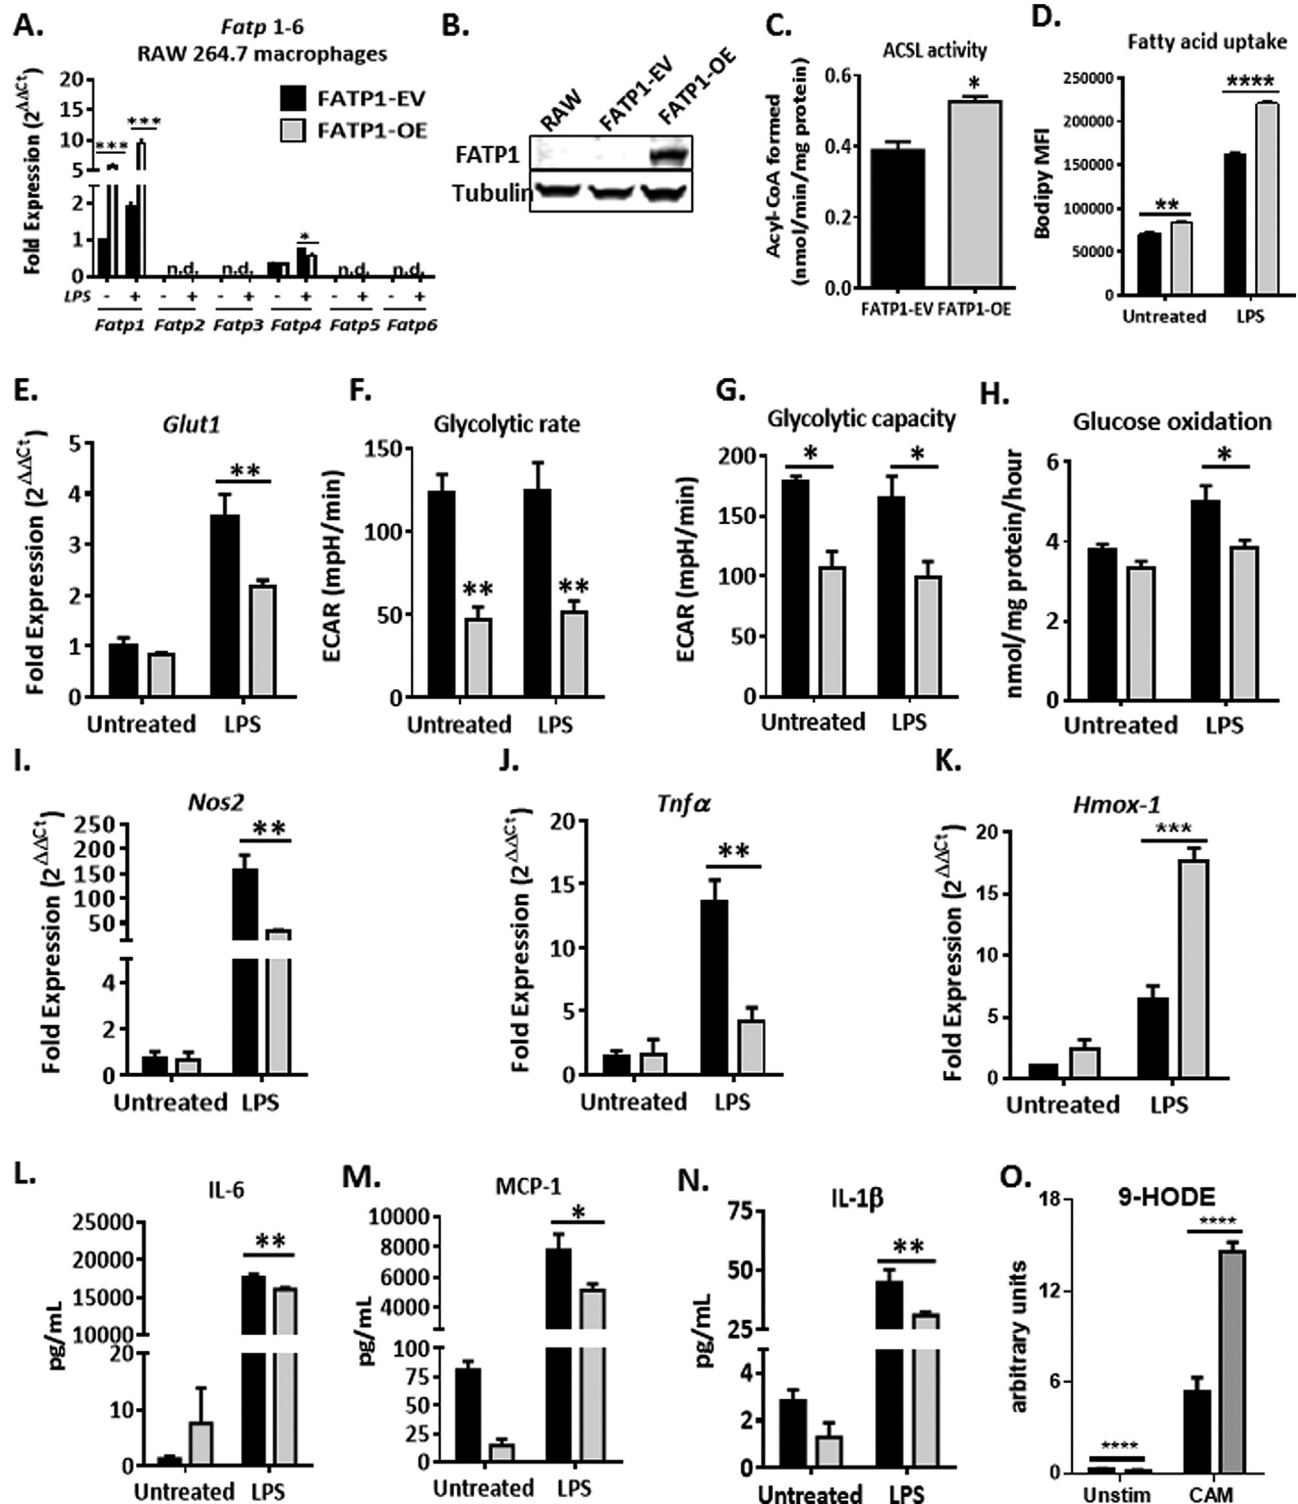 A.
Fatp 1-6
RAW 264.7 macrophages
Fold Expression (2^ΔΔCt)
20
15
10
5
2
1
0
***
***
FATP1-EV
FATP1-OE
n.d.
n.d.
*
n.d.
n.d.
LPS - + - + - + - + - + - +
Fatp1 Fatp2 Fatp3 Fatp4 Fatp5 Fatp6
B.
RAW
FATP1-EV
FATP1-OE
FATP1
Tubulin
C.
ACSL activity
Acyl-CoA formed
(nmol/min/mg protein)
0.6
0.4
0.2
0.0
*
FATP1-EV FATP1-OE
D.
Fatty acid uptake
Bodipy MFI
250000
200000
150000
100000
50000
0
**
****
Untreated LPS
E.
Glut1
Fold Expression (2^ΔΔCt)
5
4
3
2
1
0
**
Untreated LPS
F.
Glycolytic rate
ECAR (mpH/min)
150
100
50
0
**
**
Untreated LPS
G.
Glycolytic capacity
ECAR (mpH/min)
200
150
100
50
0
*
*
Untreated LPS
H.
Glucose oxidation
nmol/mg protein/hour
6
4
2
0
*
Untreated LPS
I.
Nos2
Fold Expression (2^ΔΔCt)
250
200
150
100
50
4
2
0
**
Untreated LPS
J.
Tnfα
Fold Expression (2^ΔΔCt)
20
15
10
5
0
**
Untreated LPS
K.
Hmox-1
Fold Expression (2^ΔΔCt)
20
15
10
5
0
***
Untreated LPS
L.
IL-6
pg/mL
25000
20000
15000
10000
20
10
0
**
Untreated LPS
M.
MCP-1
pg/mL
10000
8000
6000
4000
100
75
50
25
0
*
Untreated LPS
N.
IL-1β
pg/mL
75
50
25
4
2
0
**
Untreated LPS
O.
9-HODE
arbitrary units
18
12
6
0
****
****
Unstim CAM